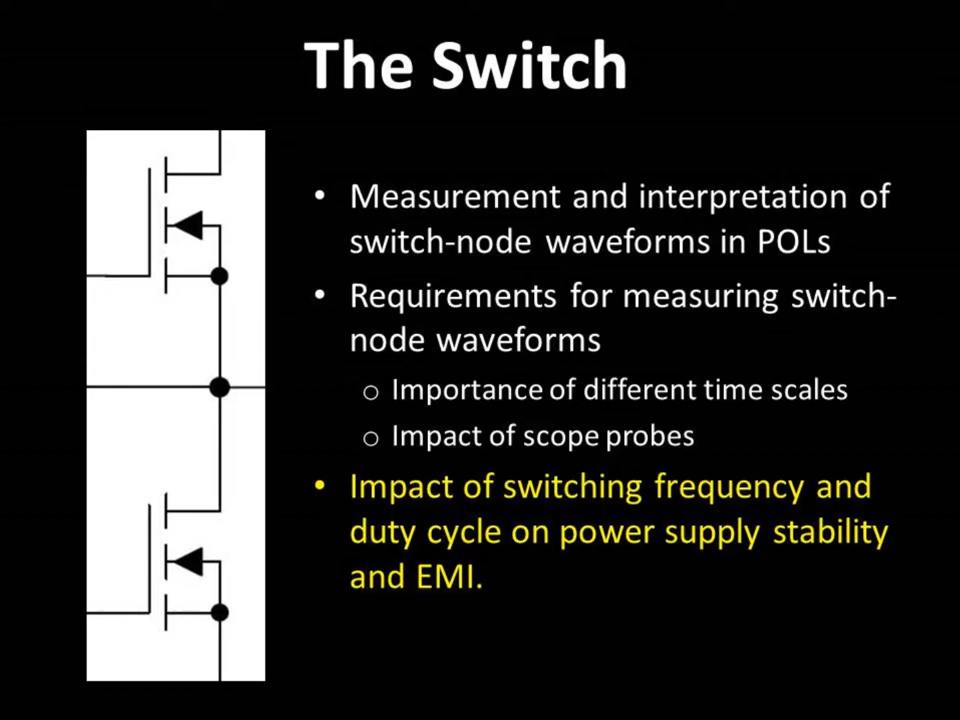 The Switch
• Measurement and interpretation of
switch-node waveforms in POLs
• Requirements for measuring switch-
node waveforms
o Importance of different time scales
o Impact of scope probes
• Impact of switching frequency and
duty cycle on power supply stability
and EMI.